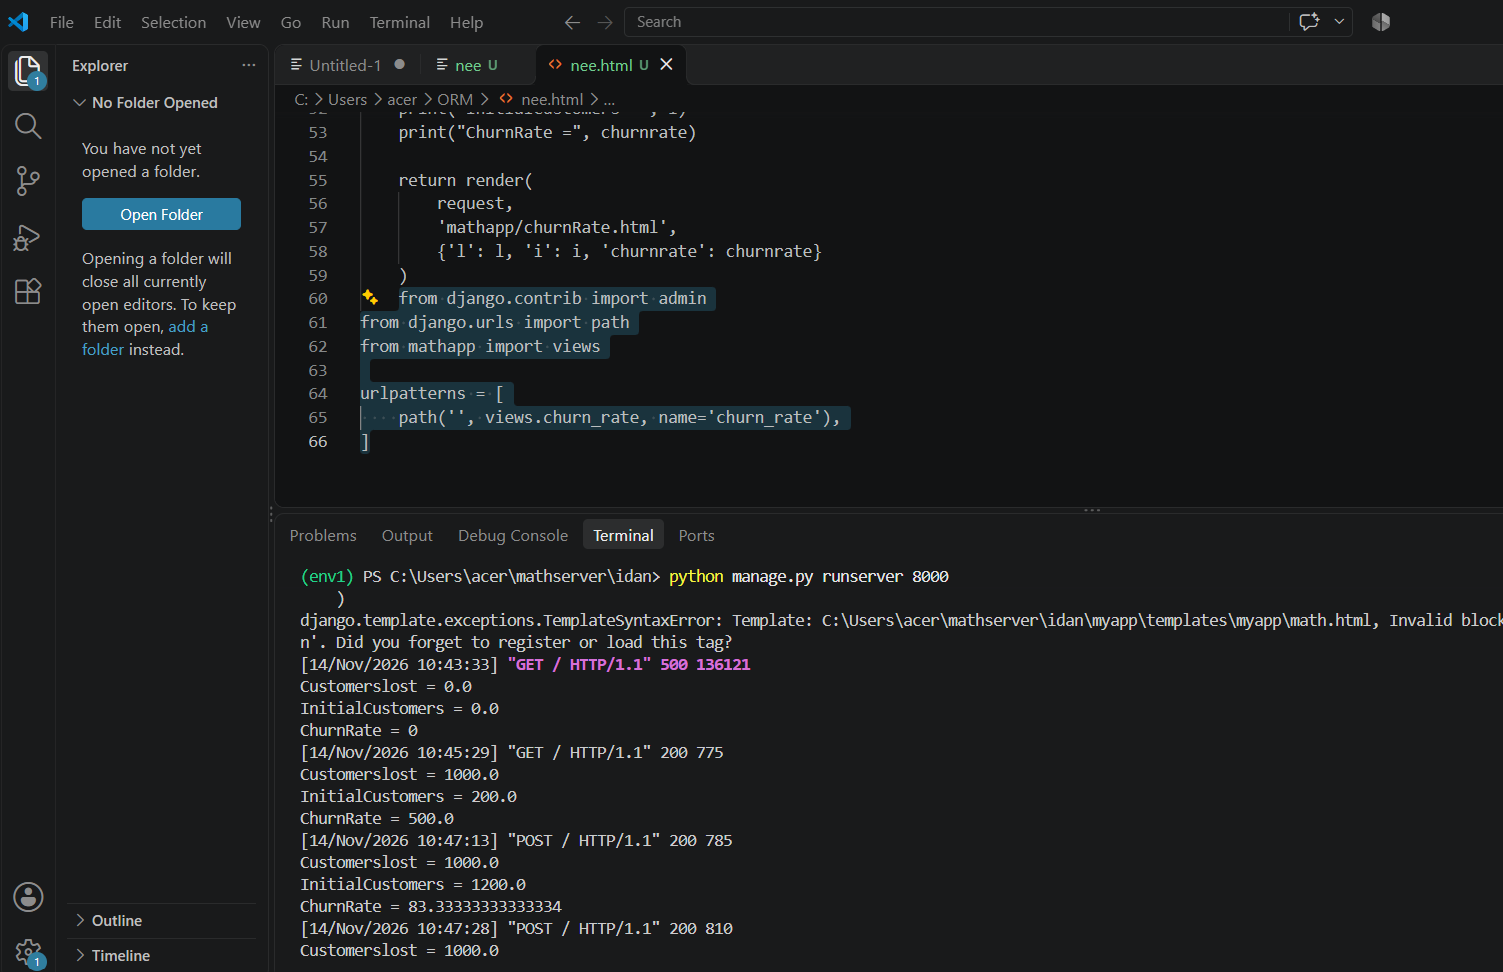 File Edit Selection View Go Run Terminal Help
Search
Explorer
Untitled-1
nee U
nee.html U
No Folder Opened
C: > Users > acer > ORM > nee.html > ...
You have not yet
opened a folder.
Open Folder
Opening a folder will
close all currently
open editors. To keep
them open, add a
folder instead.
Outline
Timeline
1
1
53 print("ChurnRate =", churnrate)
54
55 return render(
56 request,
57 'mathapp/churnRate.html',
58 {'l': l, 'i': i, 'churnrate': churnrate}
59 )
60 from django.contrib import admin
61 from django.urls import path
62 from mathapp import views
63
64 urlpatterns = [
65 path('', views.churn_rate, name='churn_rate'),
66 ]
Problems Output Debug Console Terminal Ports
(env1) PS C:\Users\acer\mathserver\idan> python manage.py runserver 8000
)
django.template.exceptions.TemplateSyntaxError: Template: C:\Users\acer\mathserver\idan\myapp\templates\myapp\math.html, Invalid block
n'. Did you forget to register or load this tag?
[14/Nov/2026 10:43:33] "GET / HTTP/1.1" 500 136121
Customerslost = 0.0
InitialCustomers = 0.0
ChurnRate = 0
[14/Nov/2026 10:45:29] "GET / HTTP/1.1" 200 775
Customerslost = 1000.0
InitialCustomers = 200.0
ChurnRate = 500.0
[14/Nov/2026 10:47:13] "POST / HTTP/1.1" 200 785
Customerslost = 1000.0
InitialCustomers = 1200.0
ChurnRate = 83.33333333333334
[14/Nov/2026 10:47:28] "POST / HTTP/1.1" 200 810
Customerslost = 1000.0